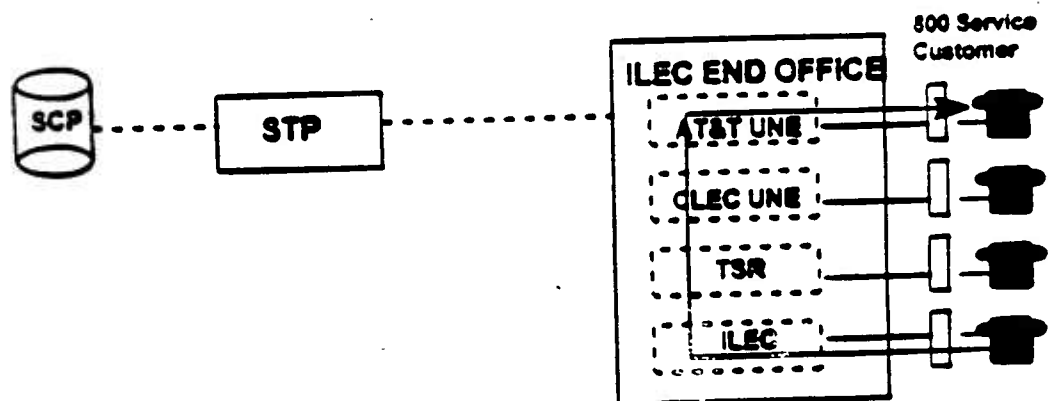 800 Service
Customer
ILEC END OFFICE
SCP
STP
AT&T UNE
CLEC UNE
TSR
ILEC